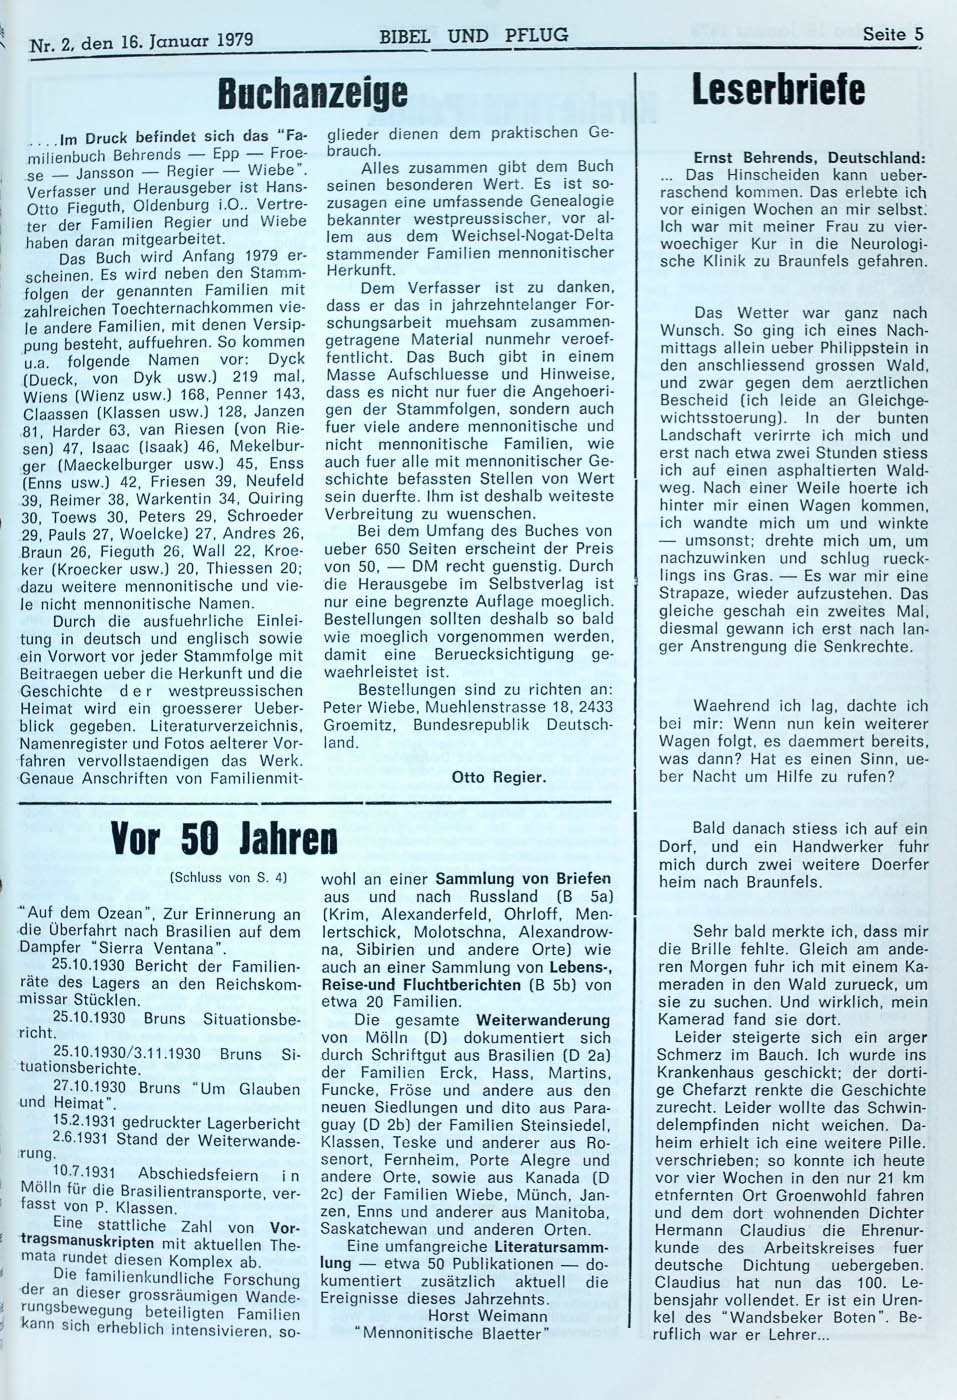 Nr. 2, den 16. Januar 1979
BIBEL UND PFLUG
Seite 5
Buchanzeige
....Im Druck befindet sich das "Fa-
milienbuch Behrends — Epp — Froe-
se — Jansson — Regier — Wiebe".
Verfasser und Herausgeber ist Hans-
Otto Fieguth, Oldenburg i.O.. Vertre-
ter der Familien Regier und Wiebe
haben daran mitgearbeitet.
Das Buch wird Anfang 1979 er-
scheinen. Es wird neben den Stamm-
folgen der genannten Familien mit
zahlreichen Toechternachkommen vie-
le andere Familien, mit denen Versip-
pung besteht, auffuehren. So kommen
u.a. folgende Namen vor: Dyck
(Dueck, von Dyk usw.) 219 mal,
Wiens (Wienz usw.) 168, Penner 143,
Claassen (Klassen usw.) 128, Janzen
81, Harder 63, van Riesen (von Rie-
sen) 47, Isaac (Isaak) 46, Mekelbur-
ger (Maeckelburger usw.) 45, Enss
(Enns usw.) 42, Friesen 39, Neufeld
39, Reimer 38, Warkentin 34, Quiring
30, Toews 30, Peters 29, Schroeder
29, Pauls 27, Woelcke) 27, Andres 26,
Braun 26, Fieguth 26, Wall 22, Kroe-
ker (Kroecker usw.) 20, Thiessen 20;
dazu weitere mennonitische und vie-
le nicht mennonitische Namen.
Durch die ausfuehrliche Einlei-
tung in deutsch und englisch sowie
ein Vorwort vor jeder Stammfolge mit
Beitraegen ueber die Herkunft und die
Geschichte der westpreussischen
Heimat wird ein groesserer Ueber-
blick gegeben. Literaturverzeichnis,
Namenregister und Fotos aelterer Vor-
fahren vervollstaendigen das Werk.
Genaue Anschriften von Familienmit-
glieder dienen dem praktischen Ge-
brauch.
Alles zusammen gibt dem Buch
seinen besonderen Wert. Es ist so-
zusagen eine umfassende Genealogie
bekannter westpreussischer, vor al-
lem aus dem Weichsel-Nogat-Delta
stammender Familien mennonitischer
Herkunft.
Dem Verfasser ist zu danken,
dass er das in jahrzehntelanger For-
schungsarbeit muehsam zusammen-
getragene Material nunmehr veroef-
fentlicht. Das Buch gibt in einem
Masse Aufschluesse und Hinweise,
dass es nicht nur fuer die Angehoeri-
gen der Stammfolgen, sondern auch
fuer viele andere mennonitische und
nicht mennonitische Familien, wie
auch fuer alle mit mennonitischer Ge-
schichte befassten Stellen von Wert
sein duerfte. Ihm ist deshalb weiteste
Verbreitung zu wuenschen.
Bei dem Umfang des Buches von
ueber 650 Seiten erscheint der Preis
von 50, — DM recht guenstig. Durch
die Herausgebe im Selbstverlag ist
nur eine begrenzte Auflage moeglich.
Bestellungen sollten deshalb so bald
wie moeglich vorgenommen werden,
damit eine Beruecksichtigung ge-
waehrleistet ist.
Bestellungen sind zu richten an:
Peter Wiebe, Muehlenstrasse 18, 2433
Groemitz, Bundesrepublik Deutsch-
land.
Otto Regier.
Vor 50 Jahren
(Schluss von S. 4)
"Auf dem Ozean", Zur Erinnerung an
die Überfahrt nach Brasilien auf dem
Dampfer "Sierra Ventana".
25.10.1930 Bericht der Familien-
räte des Lagers an den Reichskom-
missar Stücklen.
25.10.1930 Bruns Situationsbe-
richt.
25.10.1930/3.11.1930 Bruns Si-
tuationsberichte.
27.10.1930 Bruns "Um Glauben
und Heimat".
15.2.1931 gedruckter Lagerbericht
2.6.1931 Stand der Weiterwande-
rung.
10.7.1931 Abschiedsfeiern in
Mölln für die Brasilientransporte, ver-
fasst von P. Klassen.
Eine stattliche Zahl von Vor-
tragsmanuskripten mit aktuellen The-
mata rundet diesen Komplex ab.
Die familienkundliche Forschung
der an dieser grossräumigen Wande-
rungsbewegung beteiligten Familien
kann sich erheblich intensivieren, so-
wohl an einer Sammlung von Briefen
aus und nach Russland (B 5a)
(Krim, Alexanderfeld, Ohrloff, Men-
lertschick, Molotschna, Alexandrow-
na, Sibirien und andere Orte) wie
auch an einer Sammlung von Lebens-,
Reise-und Fluchtberichten (B 5b) von
etwa 20 Familien.
Die gesamte Weiterwanderung
von Mölln (D) dokumentiert sich
durch Schriftgut aus Brasilien (D 2a)
der Familien Erck, Hass, Martins,
Funcke, Fröse und andere aus den
neuen Siedlungen und dito aus Para-
guay (D 2b) der Familien Steinsiedel,
Klassen, Teske und anderer aus Ro-
senort, Fernheim, Porte Alegre und
andere Orte, sowie aus Kanada (D
2c) der Familien Wiebe, Münch, Jan-
zen, Enns und anderer aus Manitoba,
Saskatchewan und anderen Orten.
Eine umfangreiche Literatursamm-
lung — etwa 50 Publikationen — do-
kumentiert zusätzlich aktuell die
Ereignisse dieses Jahrzehnts.
Horst Weimann
"Mennonitische Blaetter"
Leserbriefe
Ernst Behrends, Deutschland:
... Das Hinscheiden kann ueber-
raschend kommen. Das erlebte ich
vor einigen Wochen an mir selbst.
Ich war mit meiner Frau zu vier-
woechiger Kur in die Neurologi-
sche Klinik zu Braunfels gefahren.
Das Wetter war ganz nach
Wunsch. So ging ich eines Nach-
mittags allein ueber Philippstein in
den anschliessend grossen Wald,
und zwar gegen dem aerztlichen
Bescheid (ich leide an Gleichge-
wichtsstoerung). In der bunten
Landschaft verirrte ich mich und
erst nach etwa zwei Stunden stiess
ich auf einen asphaltierten Wald-
weg. Nach einer Weile hoerte ich
hinter mir einen Wagen kommen,
ich wandte mich um und winkte
— umsonst; drehte mich um, um
nachzuwinken und schlug rueck-
lings ins Gras. — Es war mir eine
Strapaze, wieder aufzustehen. Das
gleiche geschah ein zweites Mal,
diesmal gewann ich erst nach lan-
ger Anstrengung die Senkrechte.
Waehrend ich lag, dachte ich
bei mir: Wenn nun kein weiterer
Wagen folgt, es daemmert bereits,
was dann? Hat es einen Sinn, ue-
ber Nacht um Hilfe zu rufen?
Bald danach stiess ich auf ein
Dorf, und ein Handwerker fuhr
mich durch zwei weitere Doerfer
heim nach Braunfels.
Sehr bald merkte ich, dass mir
die Brille fehlte. Gleich am ande-
ren Morgen fuhr ich mit einem Ka-
meraden in den Wald zurueck, um
sie zu suchen. Und wirklich, mein
Kamerad fand sie dort.
Leider steigerte sich ein arger
Schmerz im Bauch. Ich wurde ins
Krankenhaus geschickt; der dorti-
ge Chefarzt renkte die Geschichte
zurecht. Leider wollte das Schwin-
delempfinden nicht weichen. Da-
heim erhielt ich eine weitere Pille.
verschrieben; so konnte ich heute
vor vier Wochen in den nur 21 km
etnfernten Ort Groenwohld fahren
und dem dort wohnenden Dichter
Hermann Claudius die Ehrenur-
kunde des Arbeitskreises fuer
deutsche Dichtung uebergeben.
Claudius hat nun das 100. Le-
bensjahr vollendet. Er ist ein Uren-
kel des "Wandsbeker Boten". Be-
ruflich war er Lehrer...